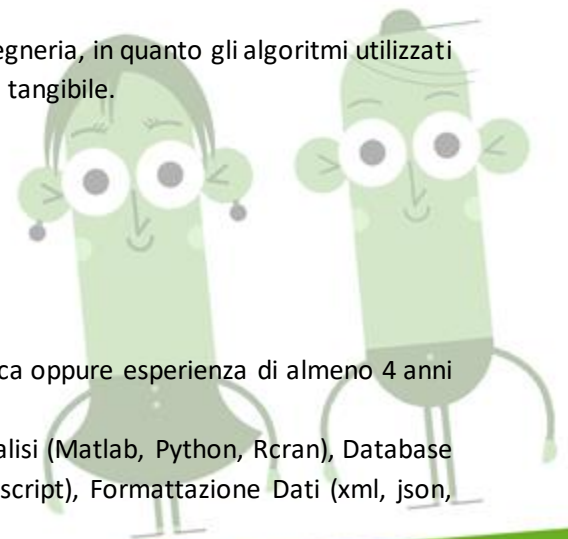 egneria, in quanto gli algoritmi utilizzati
tangibile.
ca oppure esperienza di almeno 4 anni
alisi (Matlab, Python, Rcran), Database
script), Formattazione Dati (xml, json,